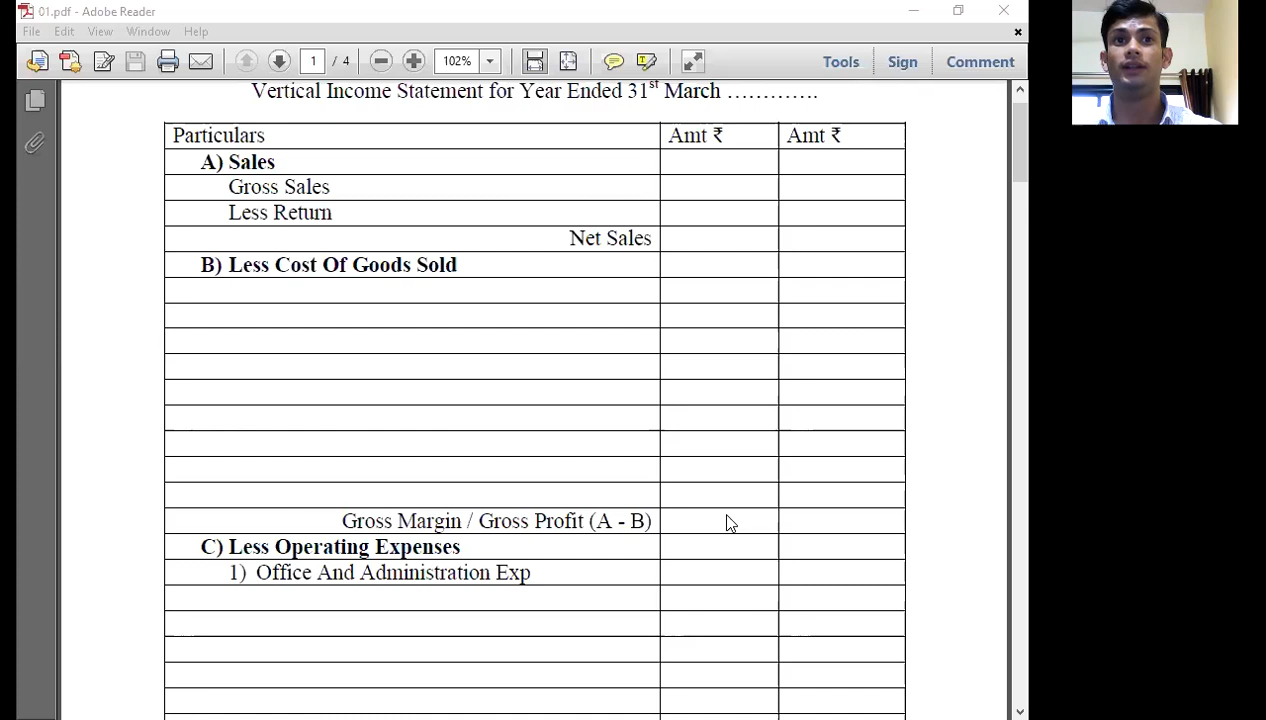 01.pdf - Adobe Reader
File Edit View Window Help
1 / 4 102% Tools Sign Comment
Vertical Income Statement for Year Ended 31st March ………….
Particulars Amt ₹ Amt ₹
A) Sales
Gross Sales
Less Return
Net Sales
B) Less Cost Of Goods Sold
Gross Margin / Gross Profit (A - B)
C) Less Operating Expenses
1) Office And Administration Exp